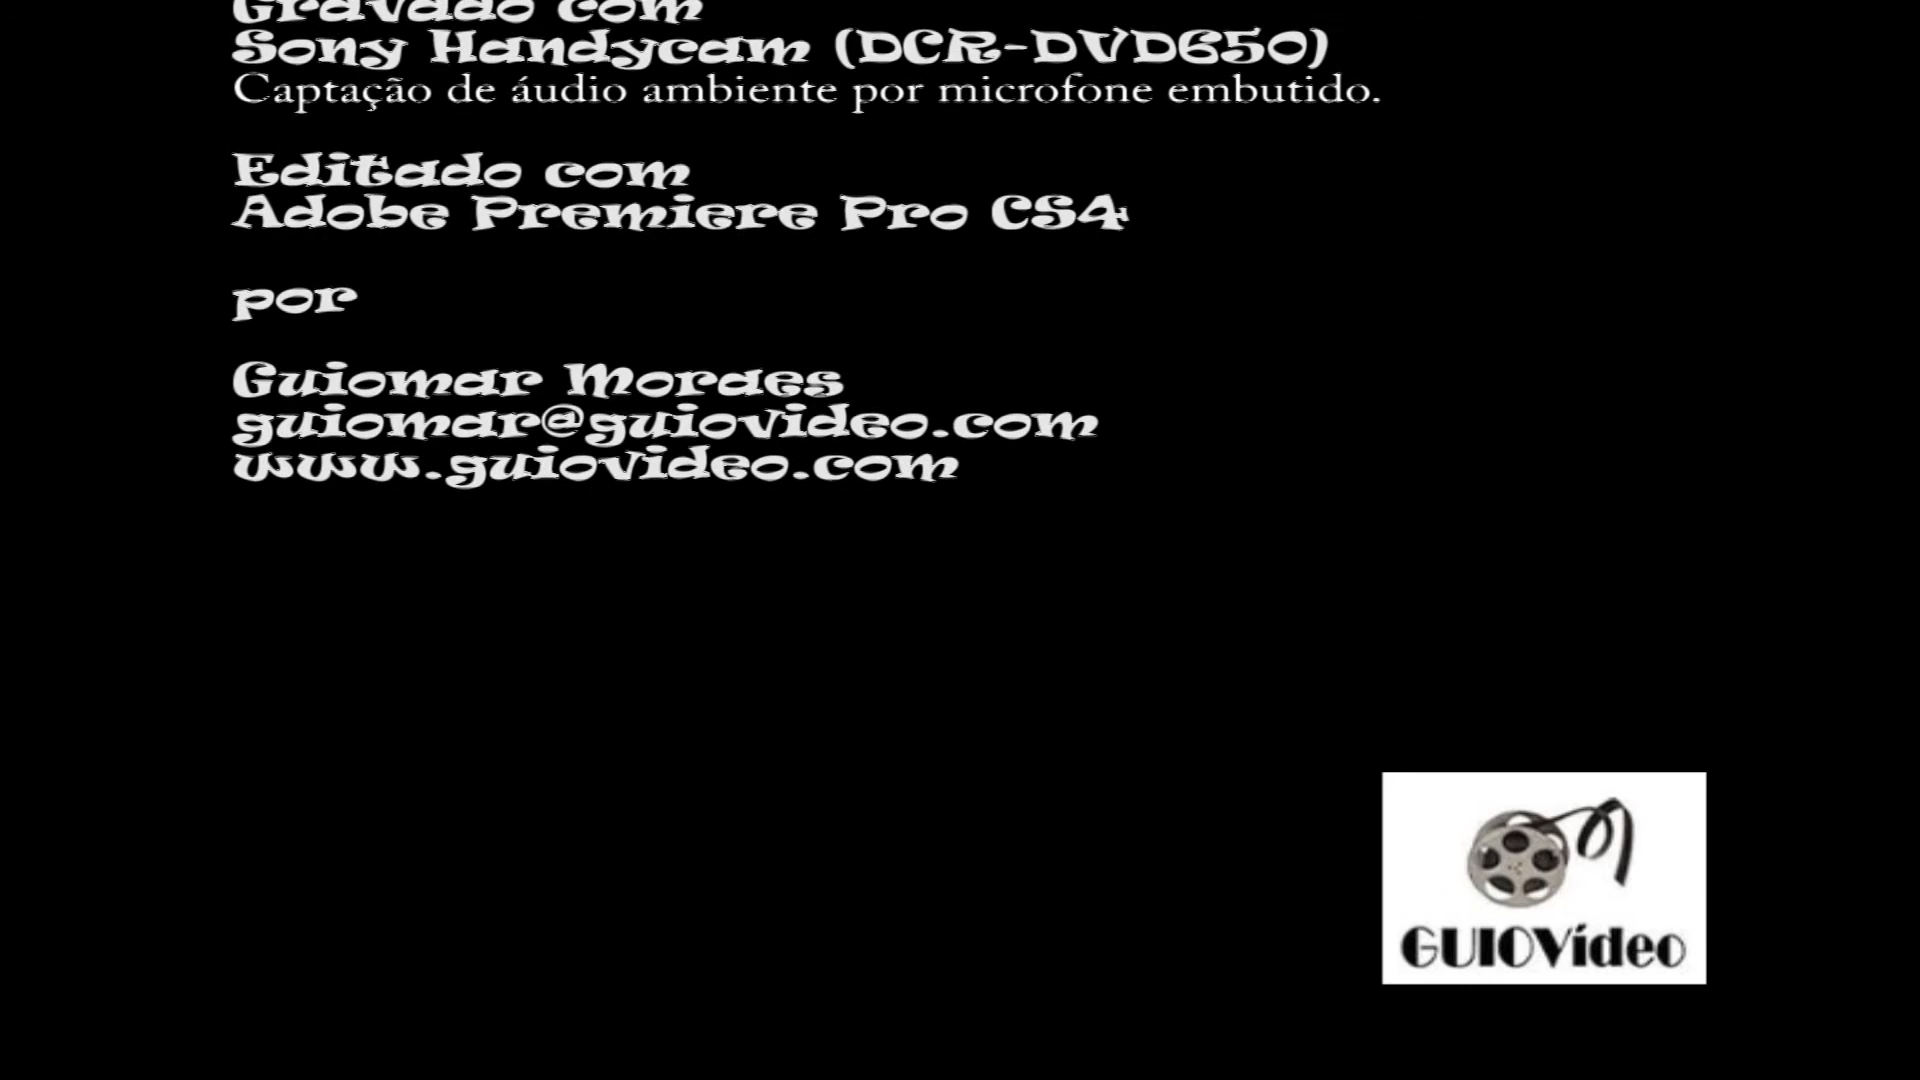 Gravado com
Sony Handycam (DCR-DVD650)
Captação de áudio ambiente por microfone embutido.
Editado com
Adobe Premiere Pro CS4
por
Guiomar Moraes
guiomar@guiovideo.com
www.guiovideo.com
GUIOVídeo